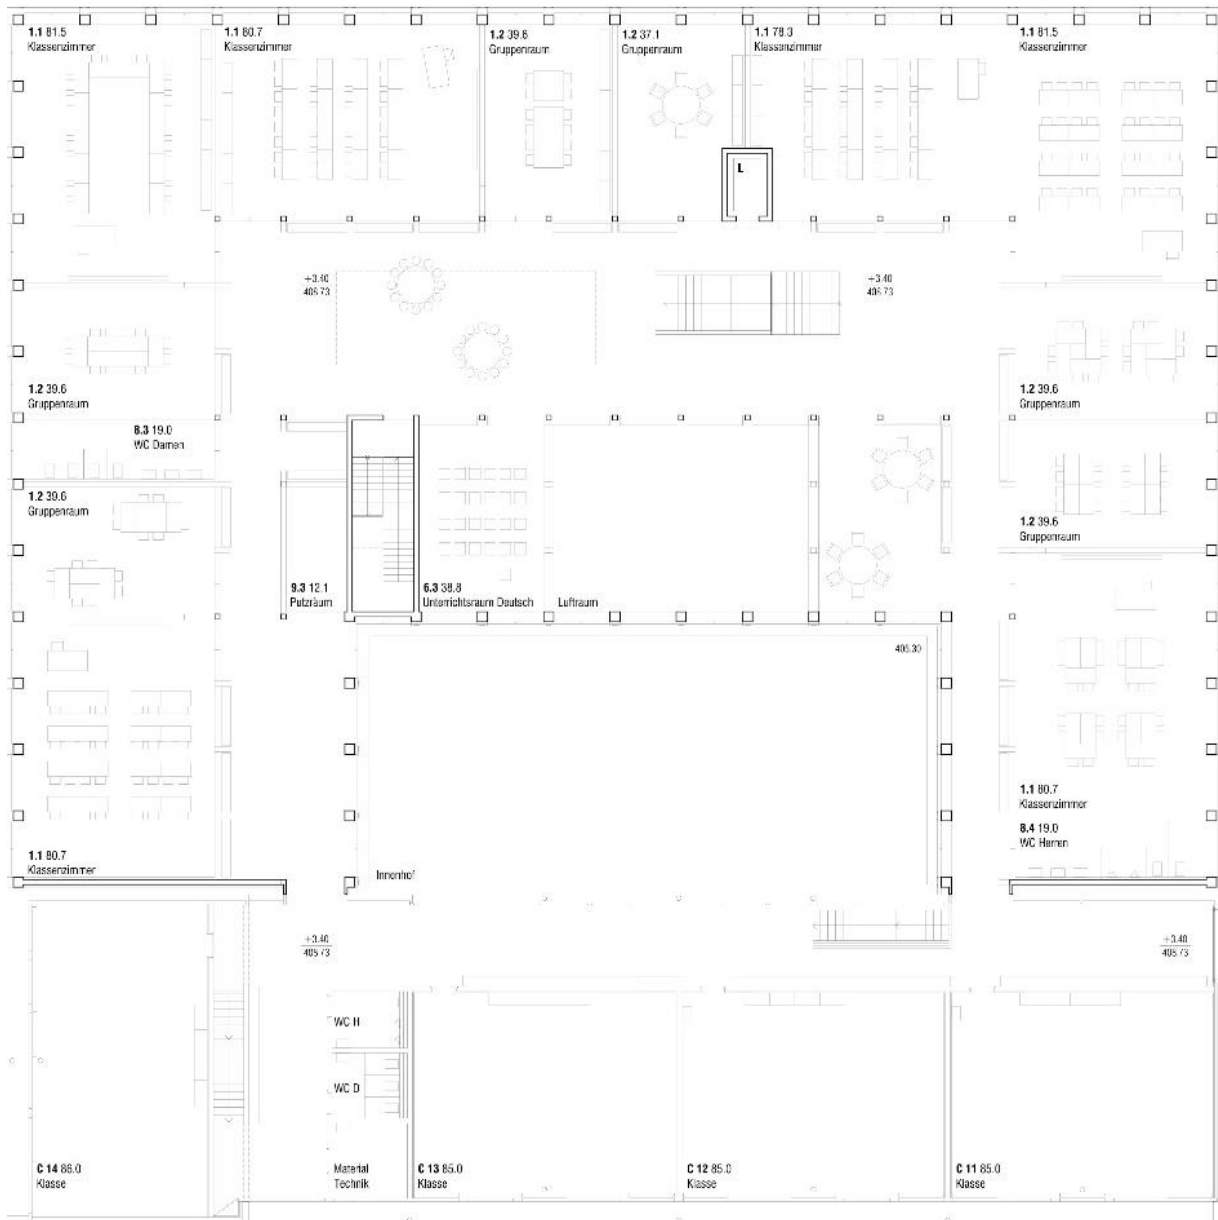 1.1 81.5
Klassenzimmer
1.1 80.7
Klassenzimmer
1.2 39.6
Gruppenraum
1.2 37.1
Gruppenraum
1.1 78.3
Klassenzimmer
1.1 81.5
Klassenzimmer
L
+3.40
408.73
+3.40
408.73
1.2 39.6
Gruppenraum
1.2 39.6
Gruppenraum
8.3 19.0
WC Damen
1.2 39.6
Gruppenraum
1.2 39.6
Gruppenraum
9.3 12.1
Putzraum
6.3 38.8
Unterrichtsraum Deutsch
Luftraum
405.30
1.1 80.7
Klassenzimmer
8.4 19.0
WC Herren
1.1 80.7
Klassenzimmer
Innenhof
+3.40
408.73
+3.40
408.73
WC H
WC D
C 14 86.0
Klasse
Material
Technik
C 13 85.0
Klasse
C 12 85.0
Klasse
C 11 85.0
Klasse